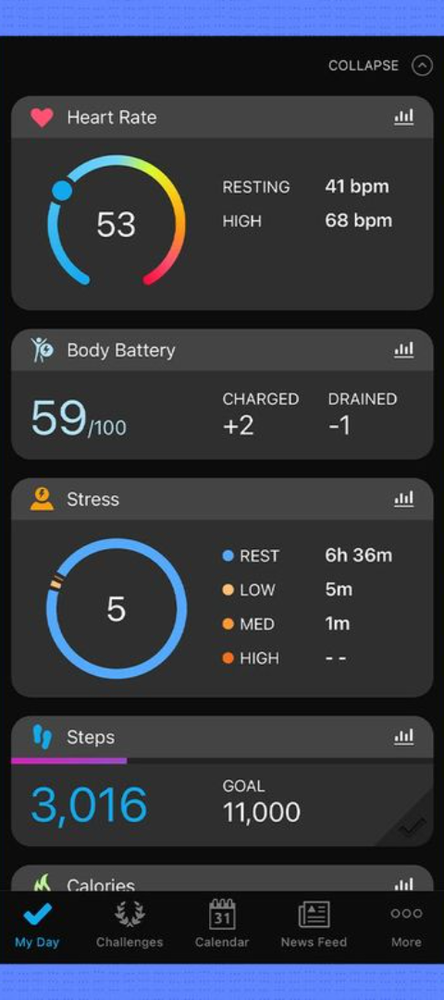 COLLAPSE
Heart Rate
53
RESTING 41 bpm
HIGH 68 bpm
Body Battery
59/100
CHARGED DRAINED
+2 -1
Stress
5
REST 6h 36m
LOW 5m
MED 1m
HIGH - -
Steps
3,016
GOAL
11,000
Calories
31
My Day Challenges Calendar News Feed More